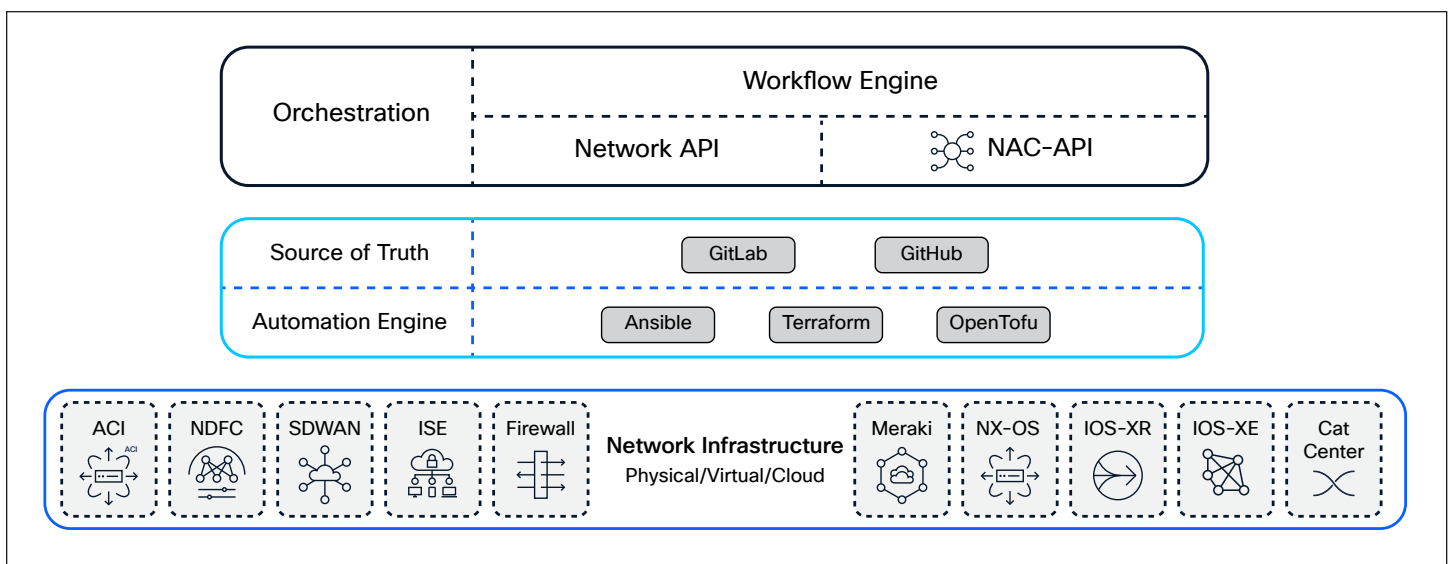 Orchestration
Workflow Engine
Network API
NAC-API
Source of Truth
GitLab
GitHub
Automation Engine
Ansible
Terraform
OpenTofu
ACI
ACI
NDFC
SDWAN
ISE
Firewall
Network Infrastructure
Physical/Virtual/Cloud
Meraki
NX-OS
IOS-XR
IOS-XE
Cat
Center